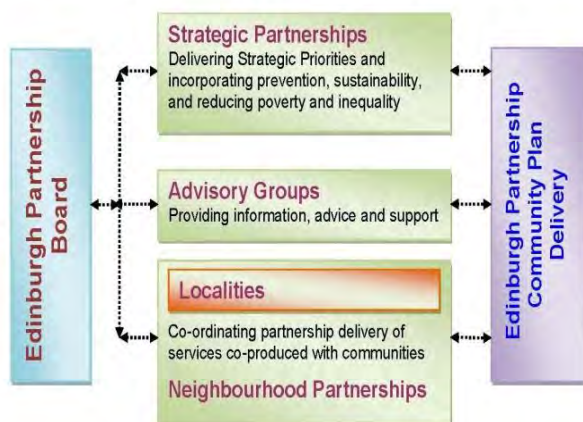 Edinburgh Partnership
Board
Strategic Partnerships
Delivering Strategic Priorities and
incorporating prevention, sustainability,
and reducing poverty and inequality
Advisory Groups
Providing information, advice and support
Localities
Co-ordinating partnership delivery of
services co-produced with communities
Neighbourhood Partnerships
Edinburgh Partnership
Community Plan
Delivery